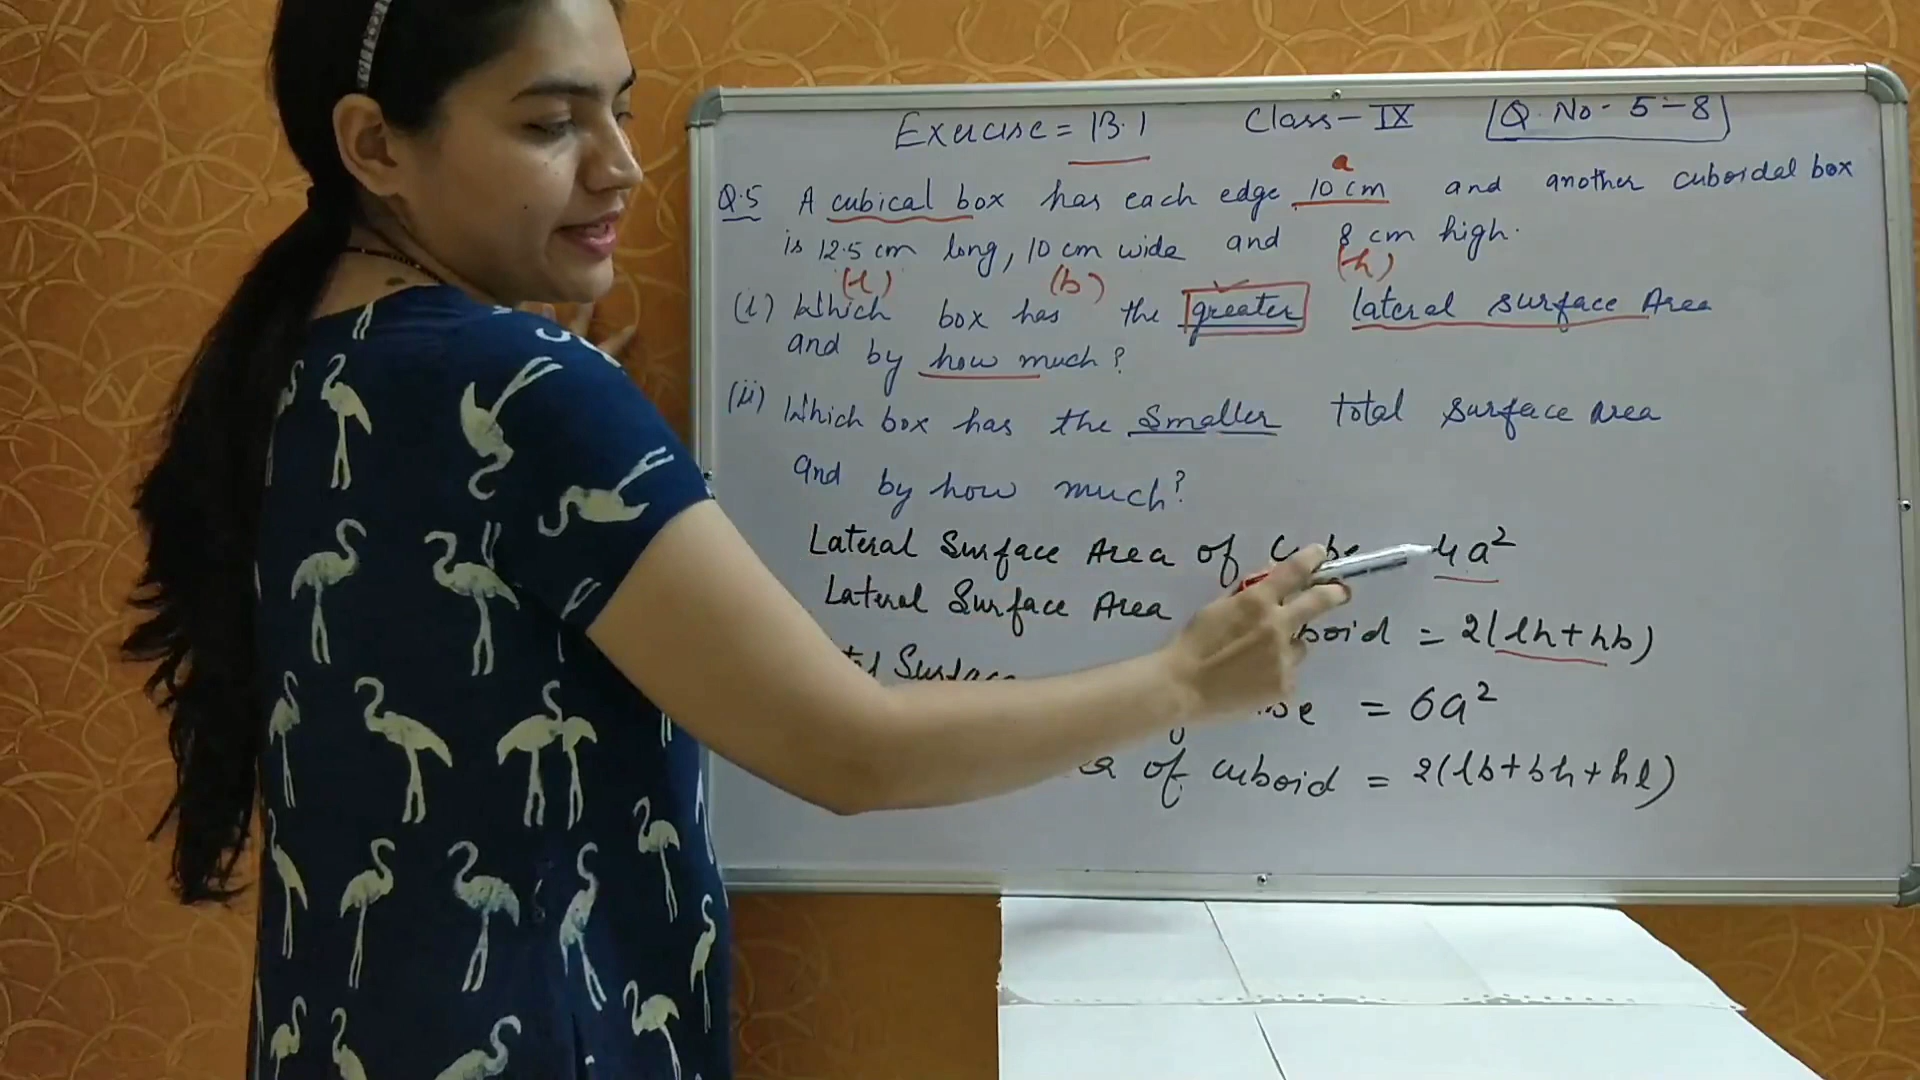 Exercise = 13.1 Class - IX Q. No - 5-8
a
Q.5 A cubical box has each edge 10 cm and another cuboidal box
is 12.5 cm long, 10 cm wide and 8 cm high.
(l) (b) (h)
(i) Which box has the greater lateral surface Area
and by how much?
(ii) Which box has the smaller total surface area
and by how much?
Lateral Surface Area of 4a²
Lateral Surface Area = 2(lh+hb)
Surface
= 6a²
of cuboid = 2(lb+bh+hl)